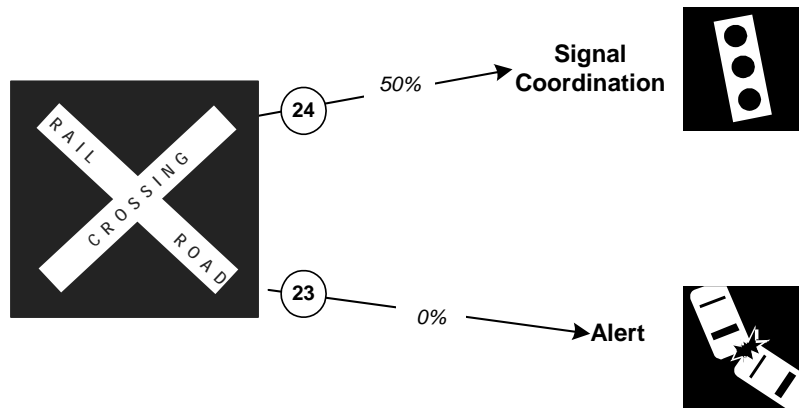 Signal
Coordination
50%
24
RAIL
CROSSING
ROAD
23
0%
Alert